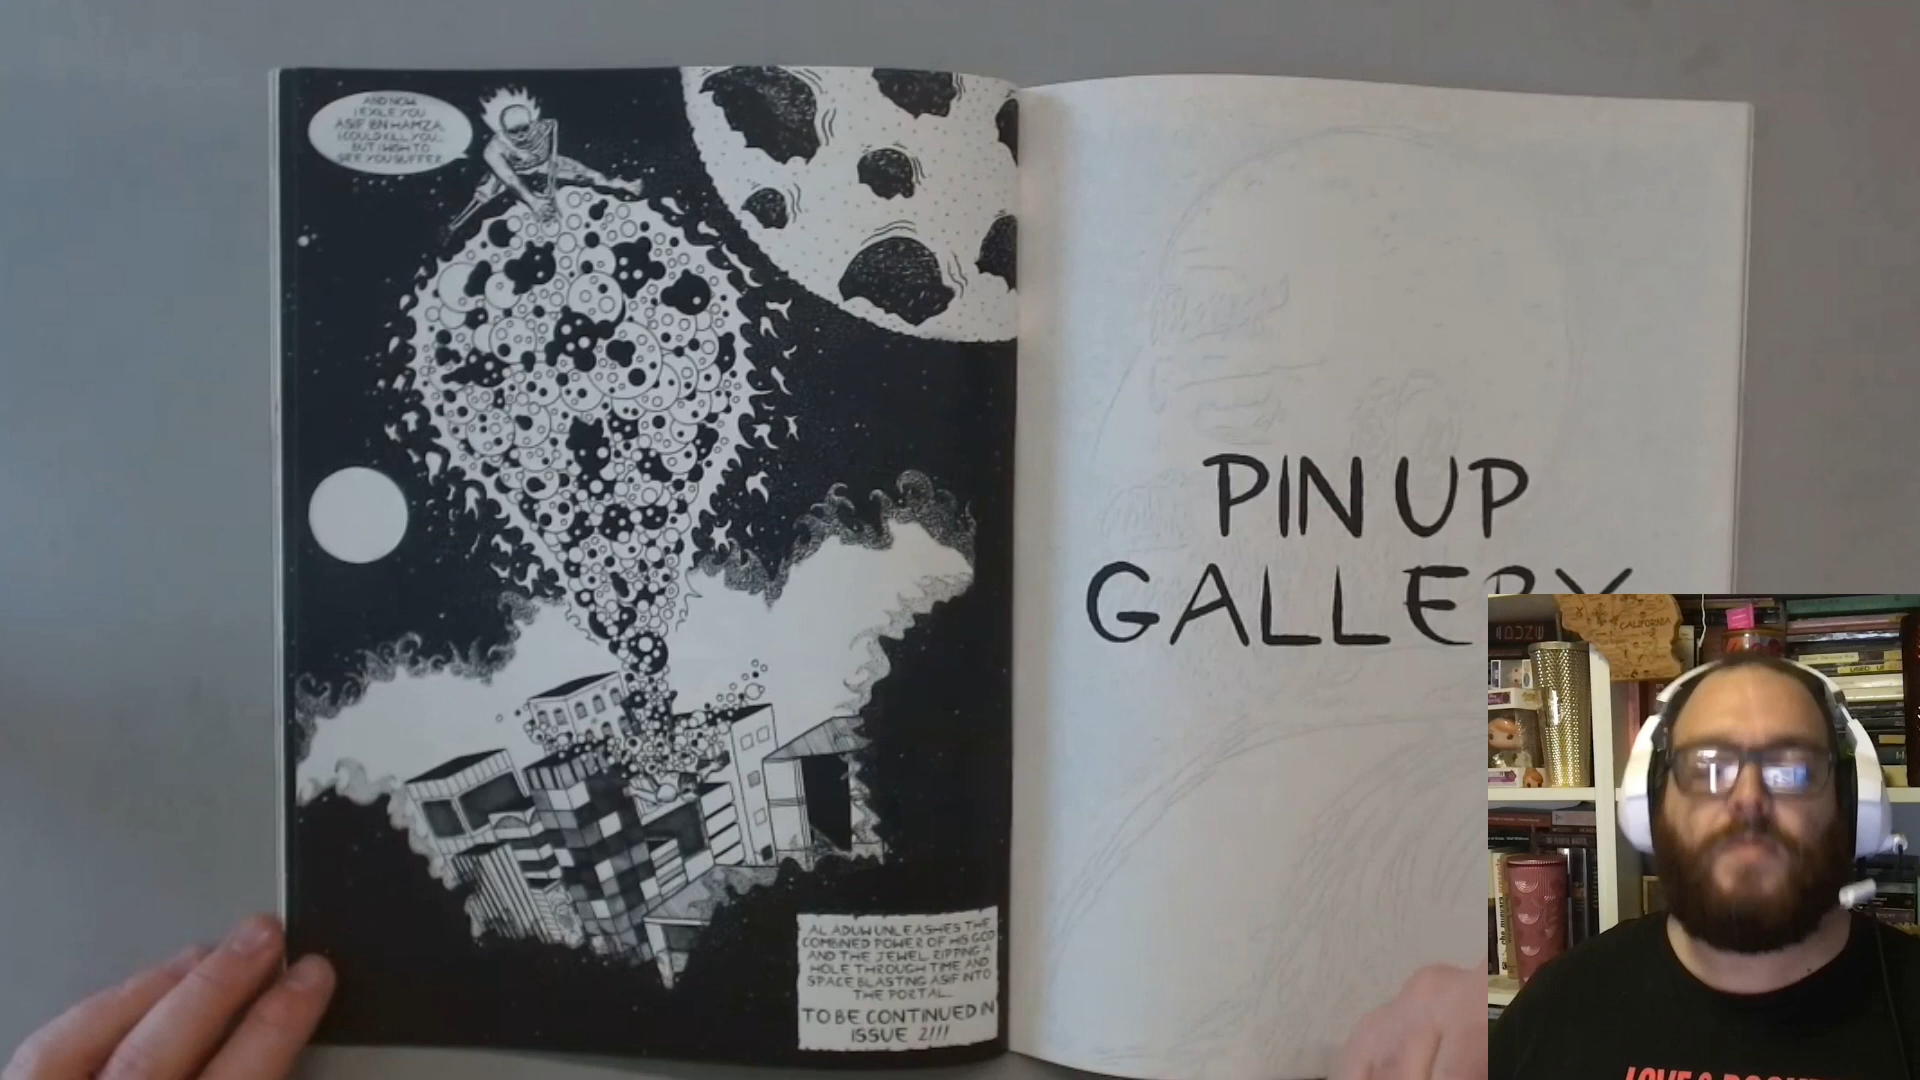 AND NOW
I EXILE YOU
ASIF BN HAMZA.
I COULD KILL YOU,
BUT I WISH TO
SEE YOU SUFFER
AL ADUW UNLEASHES THE
COMBINED POWER OF HIS GOD
AND THE JEWEL RIPPING A
HOLE THROUGH TIME AND
SPACE BLASTING ASIF INTO
THE PORTAL...
TO BE CONTINUED IN
ISSUE 2!!!
PIN UP
GALLERY
CALIFORNIA